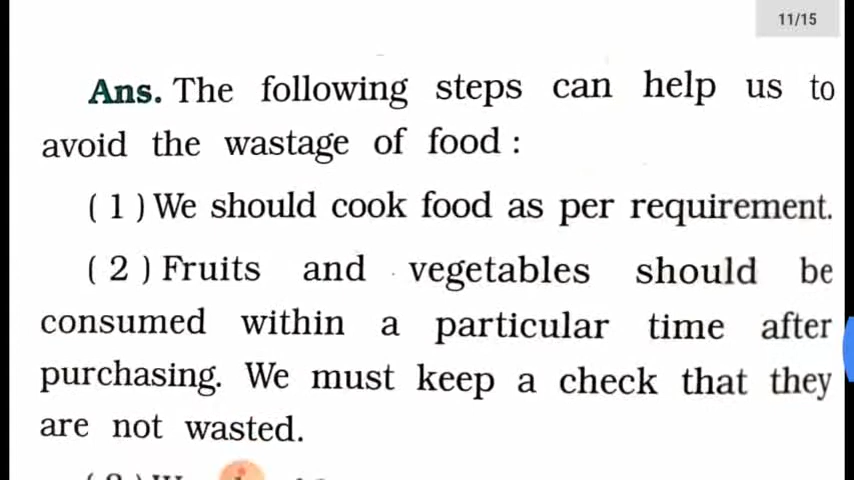 11/15
Ans. The following steps can help us to
avoid the wastage of food :
( 1 ) We should cook food as per requirement.
( 2 ) Fruits and vegetables should be
consumed within a particular time after
purchasing. We must keep a check that they
are not wasted.